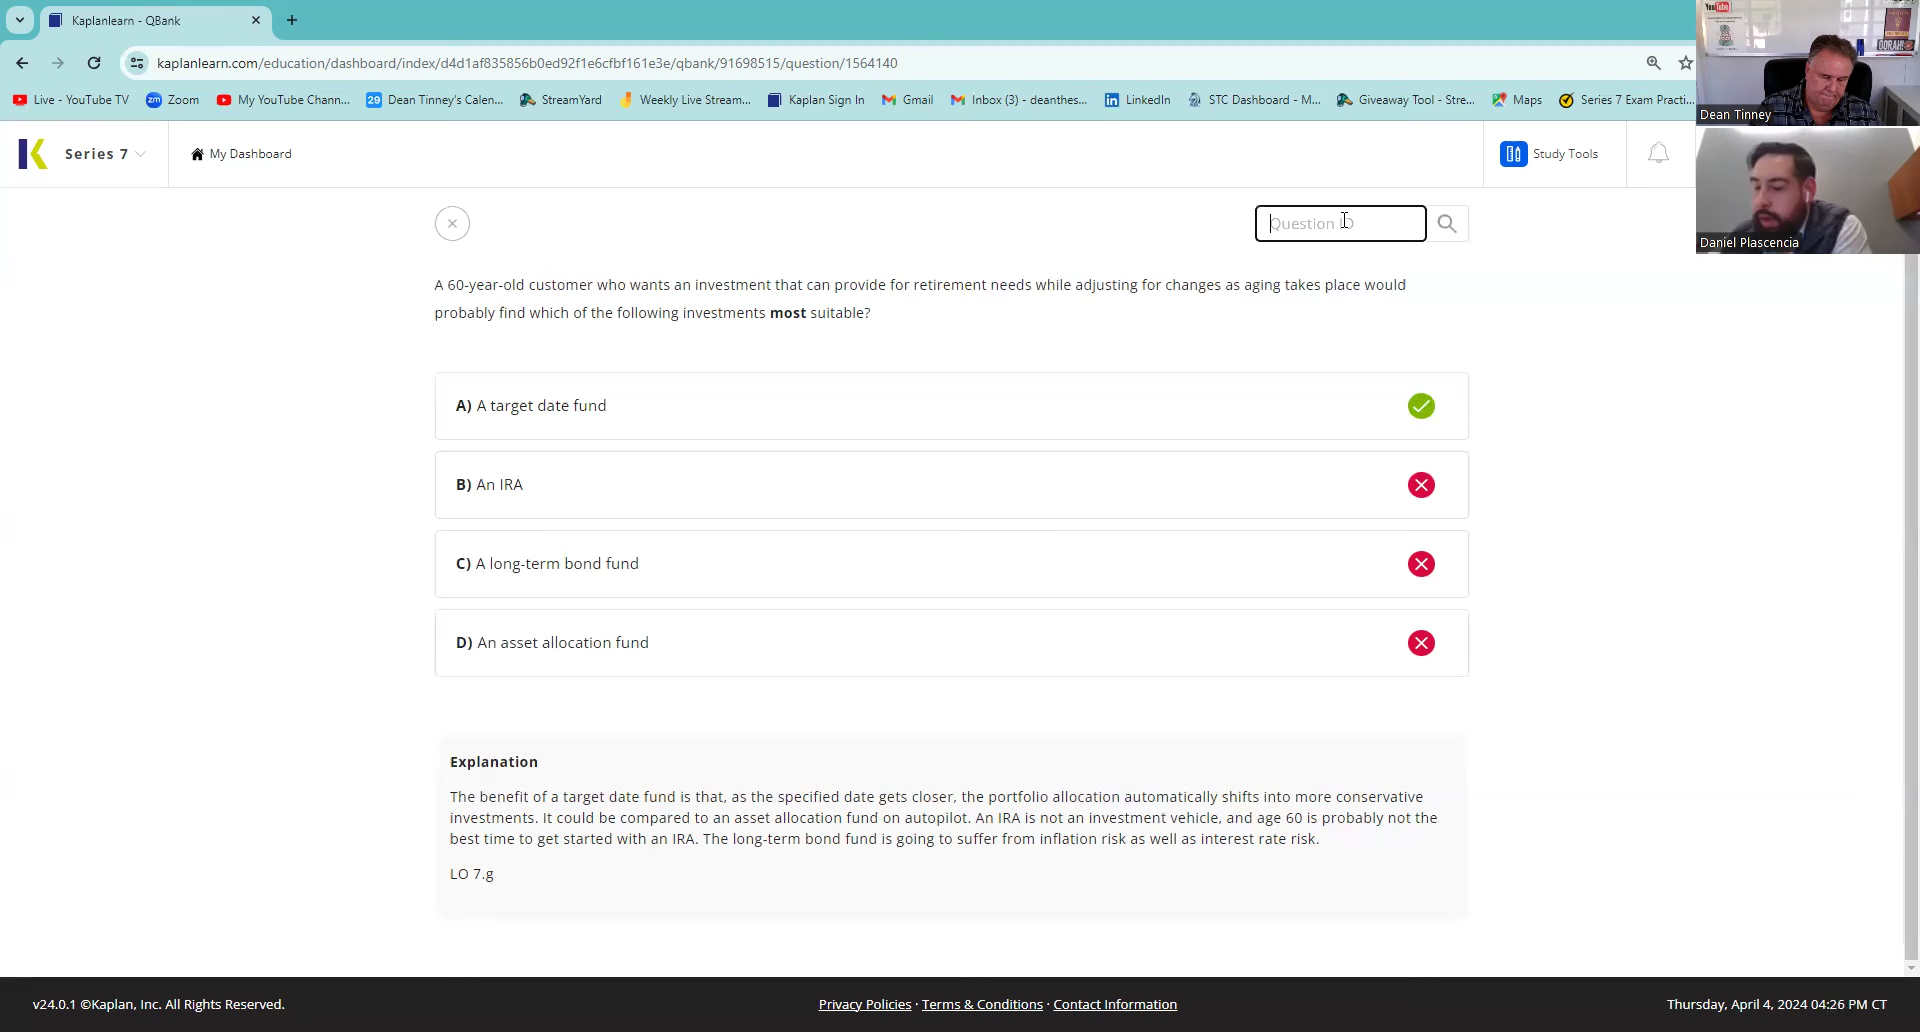 Kaplanlearn - QBank
kaplanlearn.com/education/dashboard/index/d4d1af835856b0ed92f1e6cfbf161e3e/qbank/91698515/question/1564140
Live - YouTube TV
Zoom
My YouTube Chann...
Dean Tinney's Calen...
StreamYard
Weekly Live Stream...
Kaplan Sign In
Gmail
Inbox (3) - deanthes...
LinkedIn
STC Dashboard - M...
Giveaway Tool - Stre...
Maps
Series 7 Exam Practi...
YouTube
OORAH!
Dean Tinney
Daniel Plascencia
Series 7
My Dashboard
Study Tools
Question ID
A 60-year-old customer who wants an investment that can provide for retirement needs while adjusting for changes as aging takes place would
probably find which of the following investments most suitable?
A) A target date fund
B) An IRA
C) A long-term bond fund
D) An asset allocation fund
Explanation
The benefit of a target date fund is that, as the specified date gets closer, the portfolio allocation automatically shifts into more conservative
investments. It could be compared to an asset allocation fund on autopilot. An IRA is not an investment vehicle, and age 60 is probably not the
best time to get started with an IRA. The long-term bond fund is going to suffer from inflation risk as well as interest rate risk.
LO 7.g
v24.0.1 ©Kaplan, Inc. All Rights Reserved.
Privacy Policies · Terms & Conditions · Contact Information
Thursday, April 4, 2024 04:26 PM CT